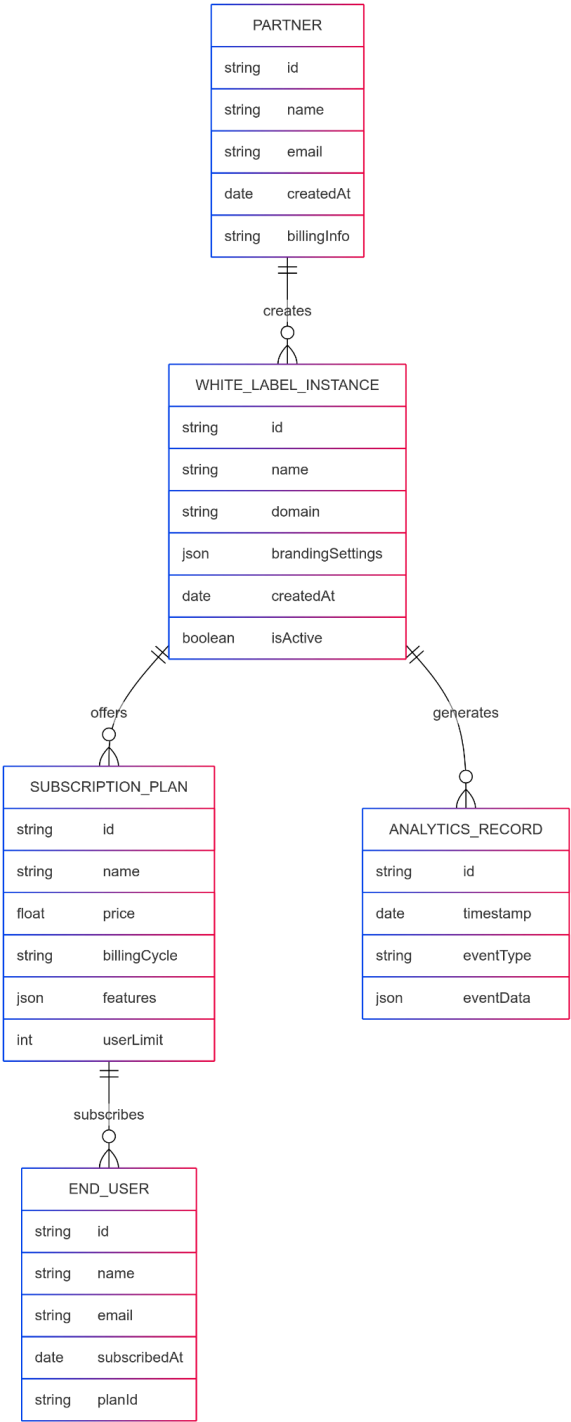 PARTNER
string id
string name
string email
date createdAt
string billingInfo
creates
WHITE_LABEL_INSTANCE
string id
string name
string domain
json brandingSettings
date createdAt
boolean isActive
offers
generates
SUBSCRIPTION_PLAN
string id
string name
float price
string billingCycle
json features
int userLimit
ANALYTICS_RECORD
string id
date timestamp
string eventType
json eventData
subscribes
END_USER
string id
string name
string email
date subscribedAt
string planId